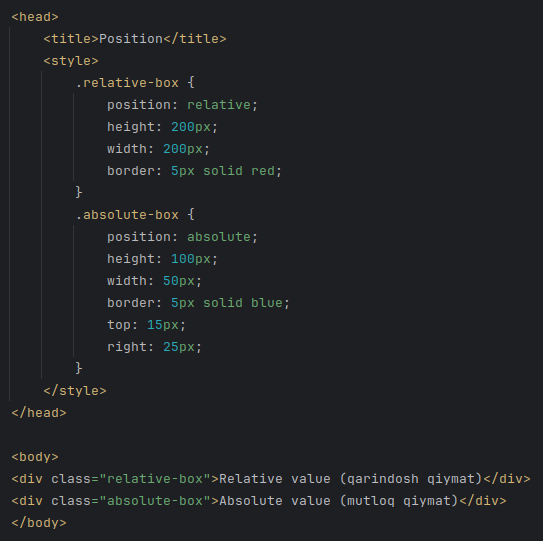 <head>
    <title>Position</title>
    <style>
        .relative-box {
            position: relative;
            height: 200px;
            width: 200px;
            border: 5px solid red;
        }
        .absolute-box {
            position: absolute;
            height: 100px;
            width: 50px;
            border: 5px solid blue;
            top: 15px;
            right: 25px;
        }
    </style>
</head>

<body>
<div class="relative-box">Relative value (qarindosh qiymat)</div>
<div class="absolute-box">Absolute value (mutloq qiymat)</div>
</body>